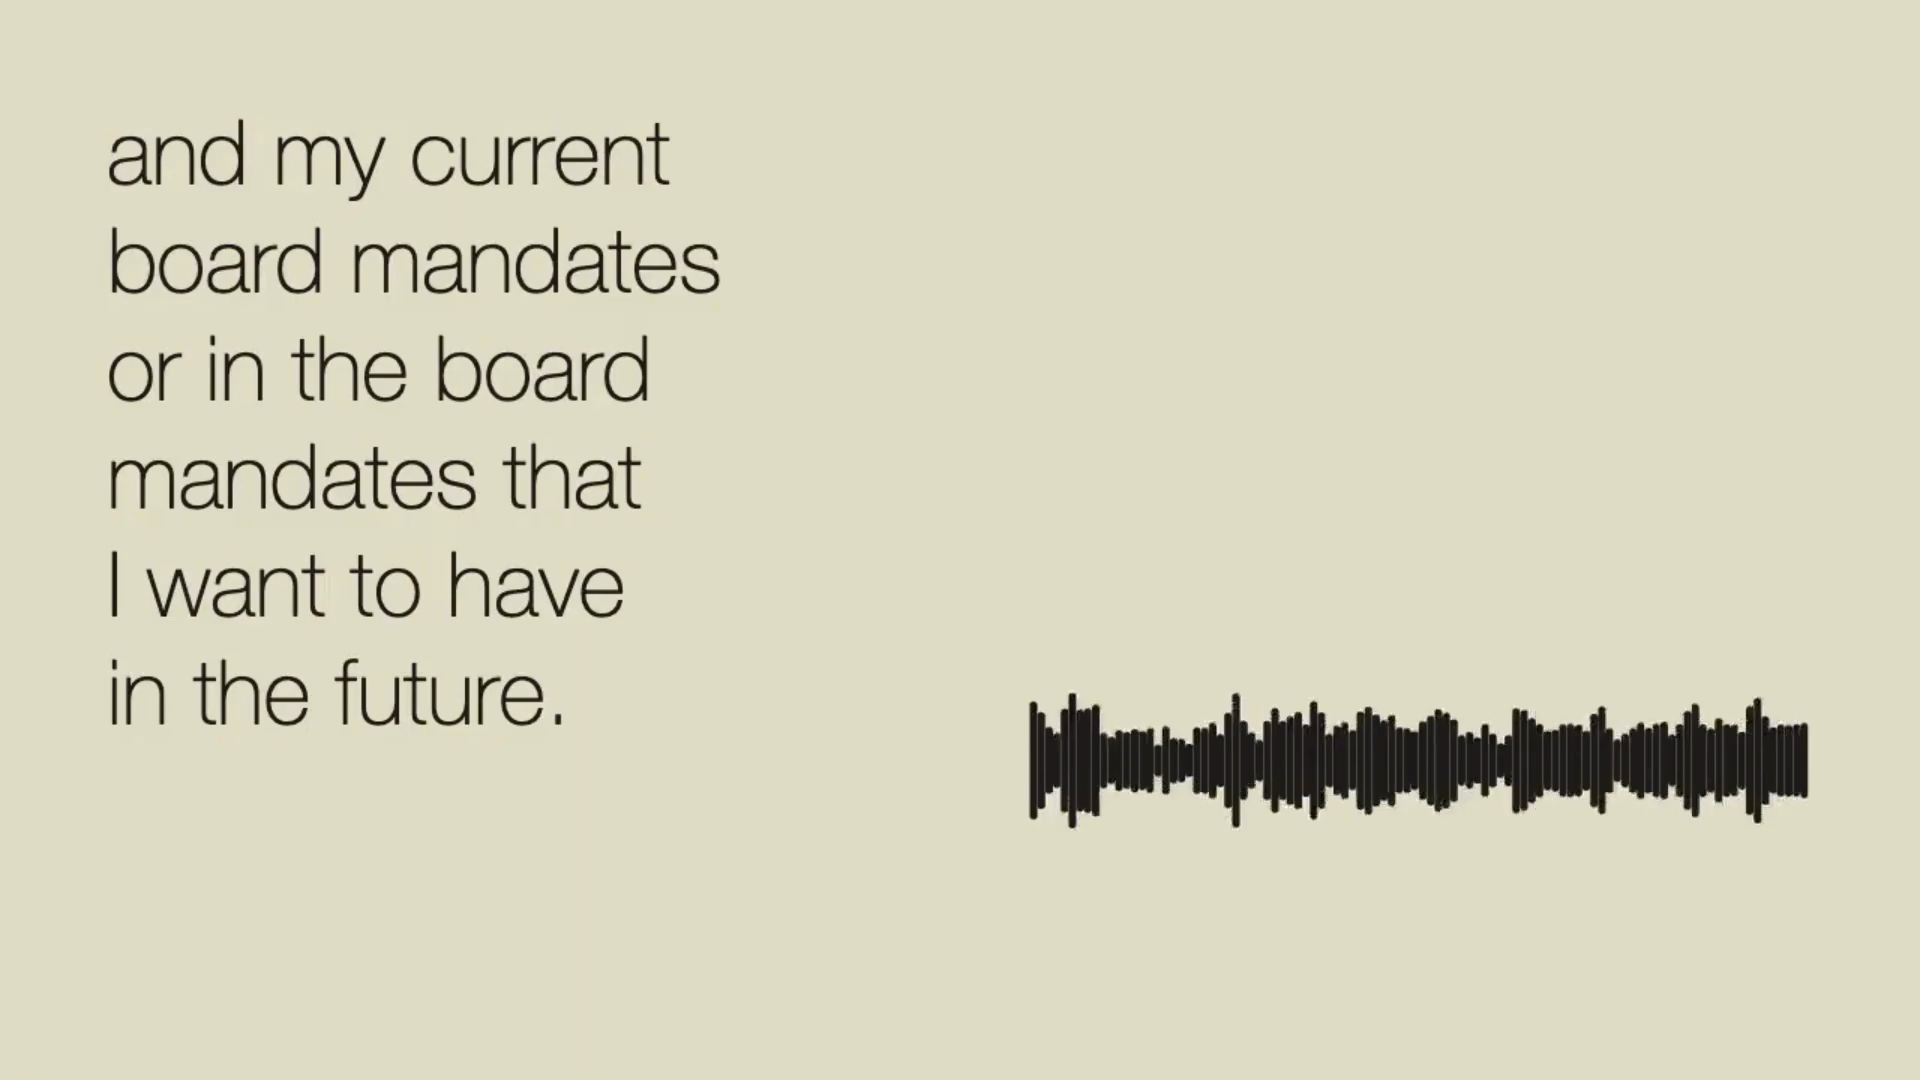 and my current
board mandates
or in the board
mandates that
I want to have
in the future.